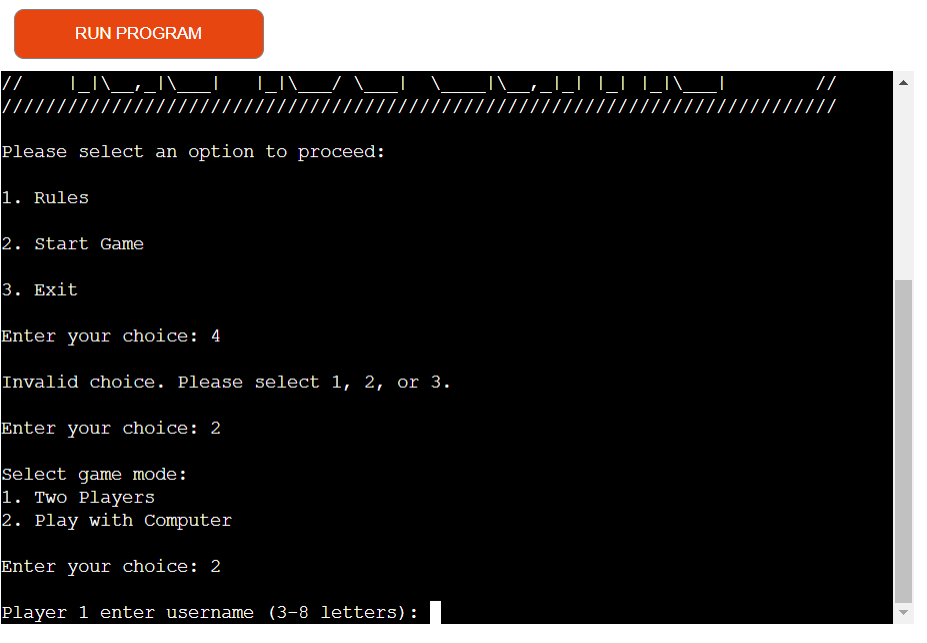 RUN PROGRAM
//    |_|\__,_|\___|   |_|\___/ \___|  \____|\__,_|_| |_| |_|\___|        //
////////////////////////////////////////////////////////////////////////////
Please select an option to proceed:
1. Rules
2. Start Game
3. Exit
Enter your choice: 4
Invalid choice. Please select 1, 2, or 3.
Enter your choice: 2
Select game mode:
1. Two Players
2. Play with Computer
Enter your choice: 2
Player 1 enter username (3-8 letters):